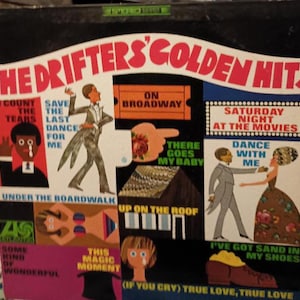 THE DRIFTERS' GOLDEN HITS
I COUNT
THE
TEARS
SAVE
THE
LAST
DANCE
FOR
ME
ON
BROADWAY
SATURDAY
NIGHT
AT THE MOVIES
THERE
GOES
MY BABY
DANCE
WITH
ME
UNDER THE BOARDWALK
UP ON THE ROOF
ATLANTIC
SOME
KIND
OF
WONDERFUL
THIS
MAGIC
MOMENT
I'VE GOT SAND IN
MY SHOES
(IF YOU CRY) TRUE LOVE, TRUE LOVE